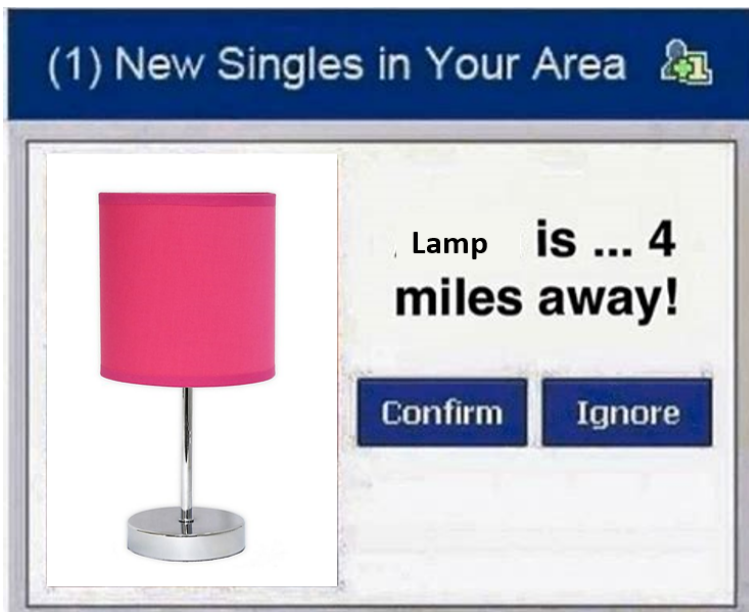 (1) New Singles in Your Area
Lamp is ... 4
miles away!
Confirm Ignore